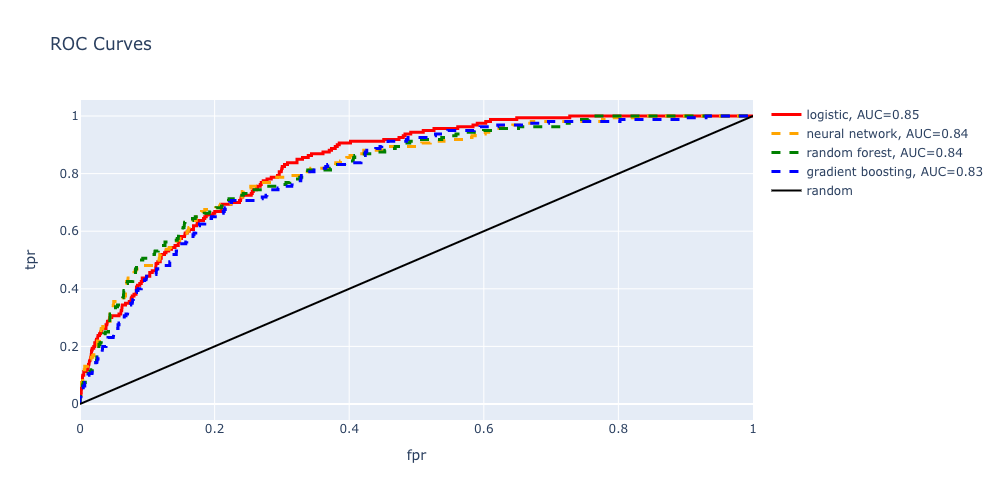 ROC Curves
1
0.8
0.6
0.4
0.2
0
tpr
0
0.2
0.4
0.6
0.8
1
fpr
logistic, AUC=0.85
neural network, AUC=0.84
random forest, AUC=0.84
gradient boosting, AUC=0.83
random